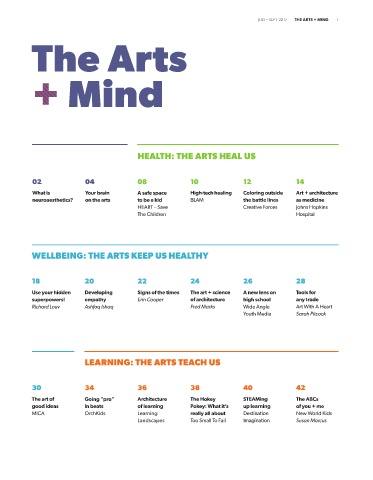 JULY–SEPT 2017 THE ARTS + MIND 1
The Arts
+ Mind
HEALTH: THE ARTS HEAL US
02
What is
neuroaesthetics?
04
Your brain
on the arts
08
A safe space
to be a kid
HEART – Save
The Children
10
High-tech healing
BLAM
12
Coloring outside
the battle lines
Creative Forces
14
Art + architecture
as medicine
Johns Hopkins
Hospital
WELLBEING: THE ARTS KEEP US HEALTHY
18
Use your hidden
superpowers!
Richard Louv
20
Developing
empathy
Ashfaq Ishaq
22
Signs of the times
Erin Cooper
24
The art + science
of architecture
Fred Marks
26
A new lens on
high school
Wide Angle
Youth Media
28
Tools for
any trade
Art With A Heart
Sarah Pilcock
LEARNING: THE ARTS TEACH US
30
The art of
good ideas
MICA
34
Going “pro”
in beats
OrchKids
36
Architecture
of learning
Learning
Landscapes
38
The Hokey
Pokey: What it’s
really all about
Too Small To Fail
40
STEAMing
up learning
Destination
Imagination
42
The ABCs
of you + me
New World Kids
Susan Marcus